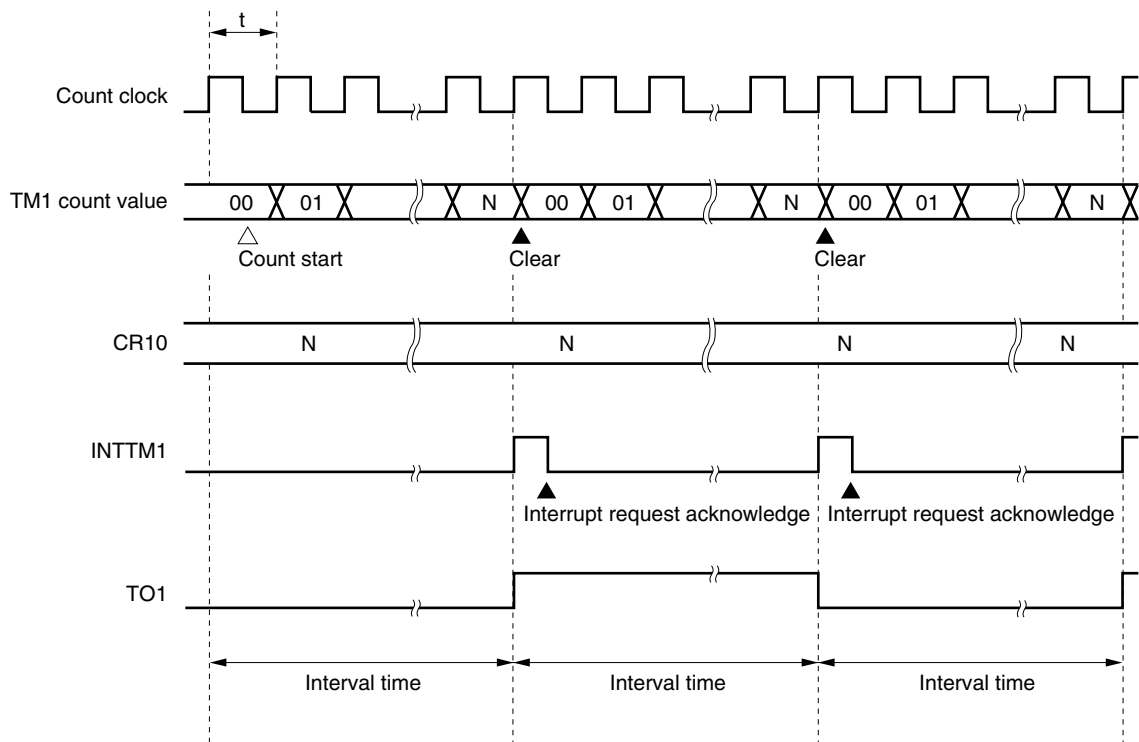 t
Count clock
TM1 count value 00 01 N 00 01 N 00 01 N
Count start Clear Clear
CR10 N N N N
INTTM1
Interrupt request acknowledge Interrupt request acknowledge
TO1
Interval time Interval time Interval time